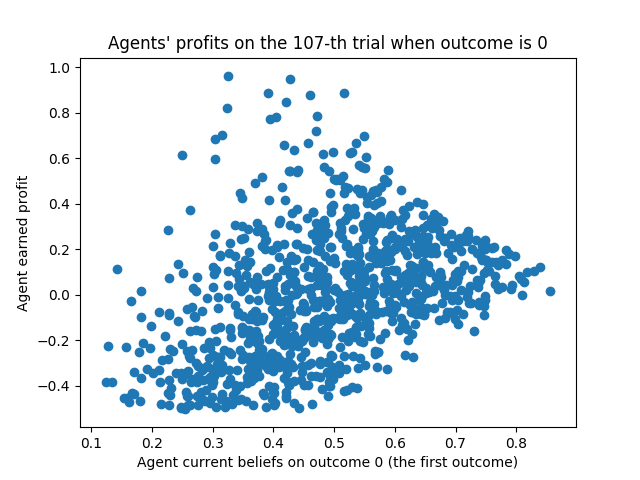 Agents' profits on the 107-th trial when outcome is 0
Agent earned profit
1.0
0.8
0.6
0.4
0.2
0.0
−0.2
−0.4
0.1 0.2 0.3 0.4 0.5 0.6 0.7 0.8
Agent current beliefs on outcome 0 (the first outcome)